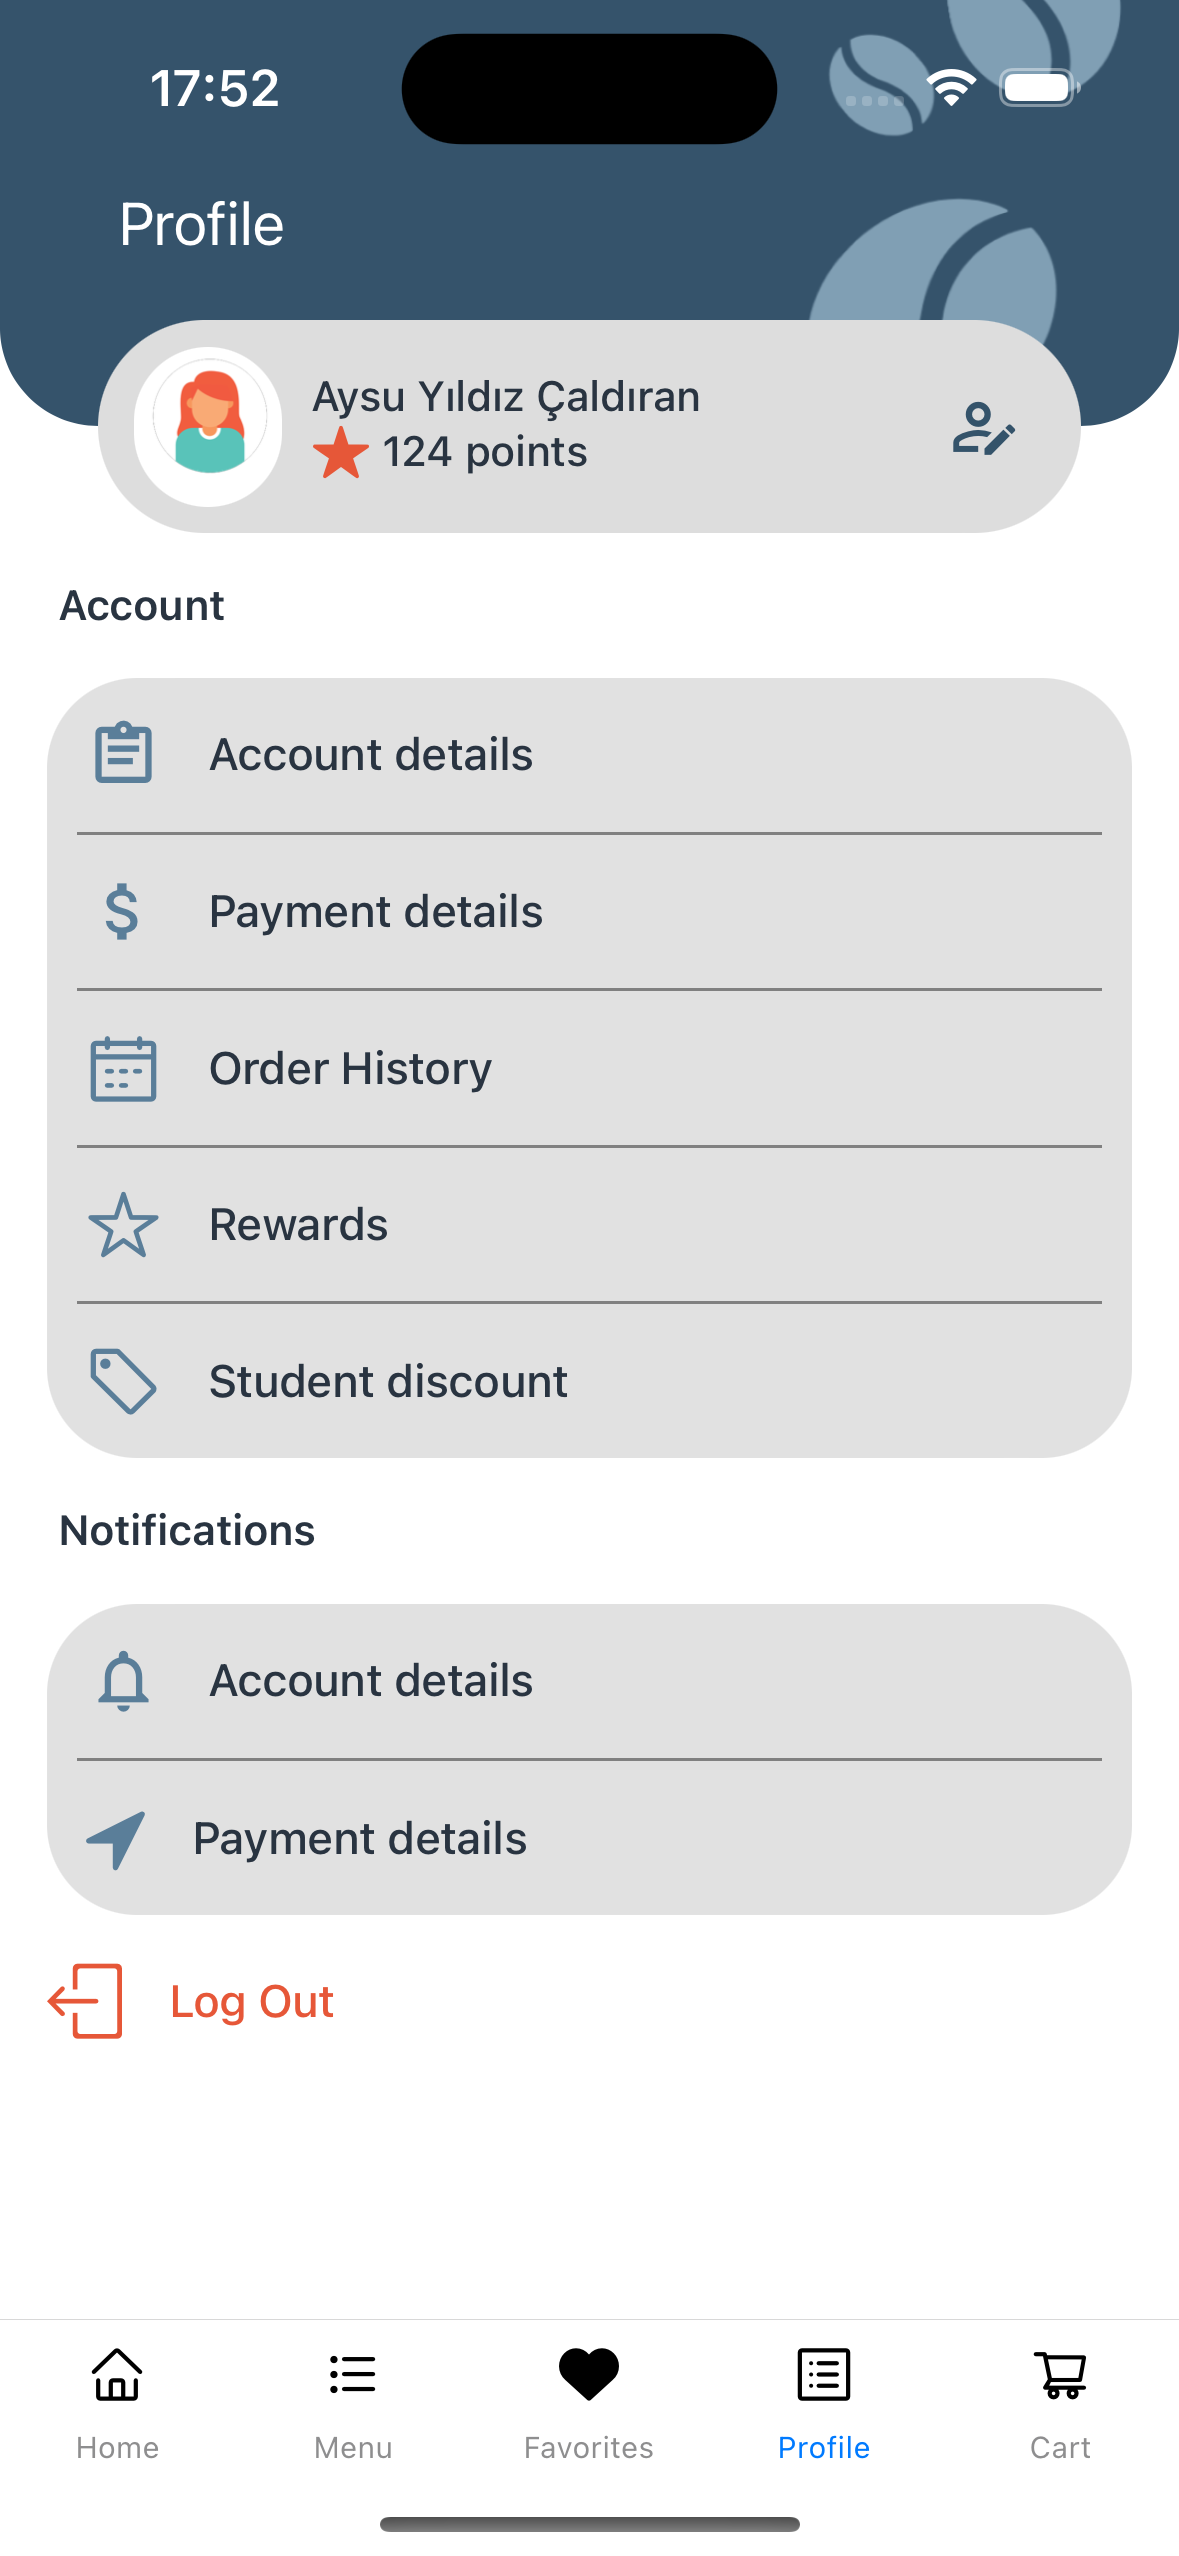 17:52
Profile
Aysu Yıldız Çaldıran
124 points
Account
Account details
Payment details
Order History
Rewards
Student discount
Notifications
Account details
Payment details
Log Out
Home
Menu
Favorites
Profile
Cart